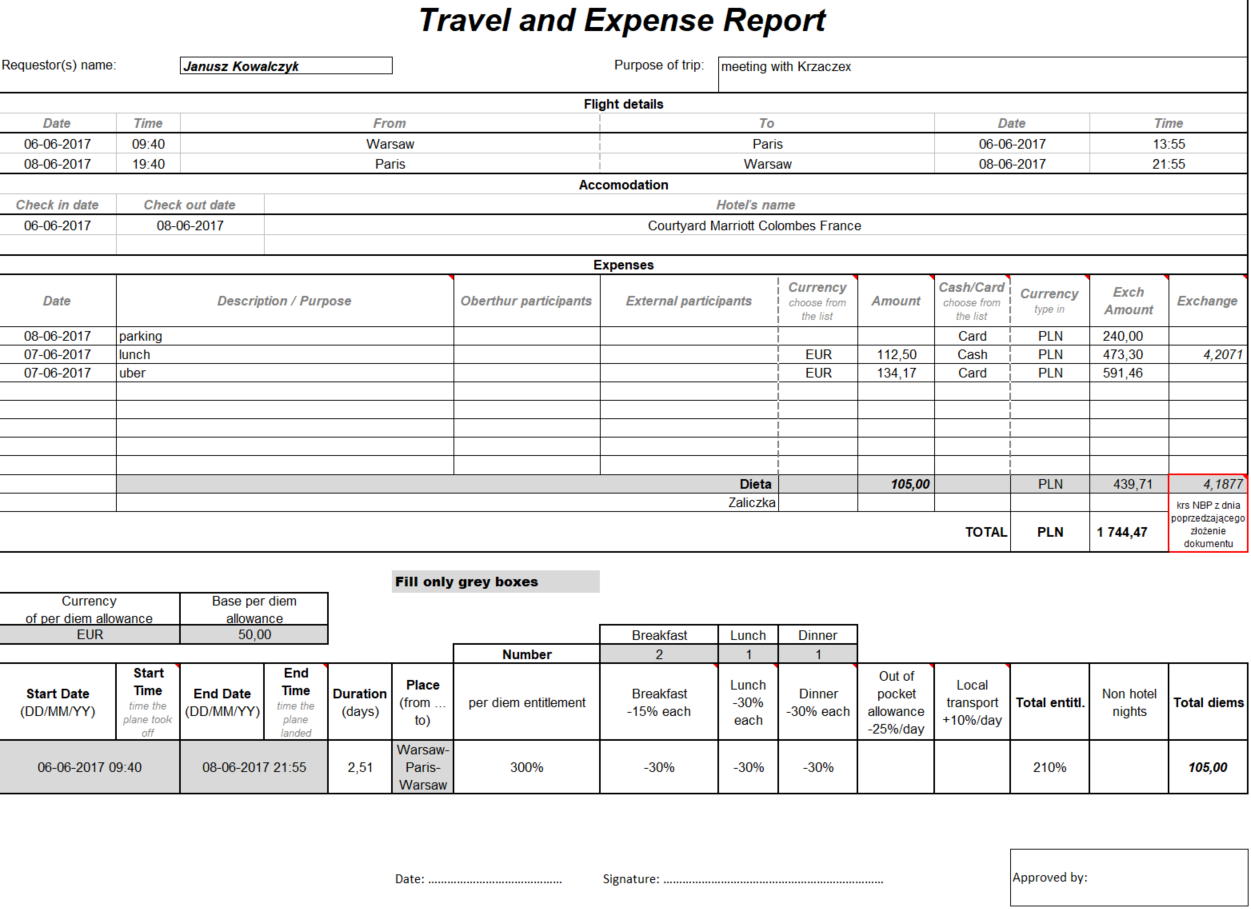 Travel and Expense Report
Requestor(s) name: Janusz Kowalczyk Purpose of trip: meeting with Krzaczex
Flight details
Date Time From To Date Time
06-06-2017 09:40 Warsaw Paris 06-06-2017 13:55
08-06-2017 19:40 Paris Warsaw 08-06-2017 21:55
Accomodation
Check in date Check out date Hotel's name
06-06-2017 08-06-2017 Courtyard Marriott Colombes France
Expenses
Date Description / Purpose Oberthur participants External participants Currency choose from the list Amount Cash/Card choose from the list Currency type in Exch Amount Exchange
08-06-2017 parking Card PLN 240,00
07-06-2017 lunch EUR 112,50 Cash PLN 473,30 4,2071
07-06-2017 uber EUR 134,17 Card PLN 591,46
Dieta 105,00 PLN 439,71 4,1877
Zaliczka
TOTAL PLN 1 744,47
krs NBP z dnia
poprzedzającego
złożenie
dokumentu
Fill only grey boxes
Currency of per diem allowance Base per diem allowance
EUR 50,00
Breakfast Lunch Dinner
Number 2 1 1
Start Date (DD/MM/YY) Start Time time the plane took off End Date (DD/MM/YY) End Time time the plane landed Duration (days) Place (from ... to) per diem entitlement Breakfast -15% each Lunch -30% each Dinner -30% each Out of pocket allowance -25%/day Local transport +10%/day Total entitl. Non hotel nights Total diems
06-06-2017 09:40 08-06-2017 21:55 2,51 Warsaw-Paris-Warsaw 300% -30% -30% -30% 210% 105,00
Date: ........................................ Signature: ..................................................................
Approved by: